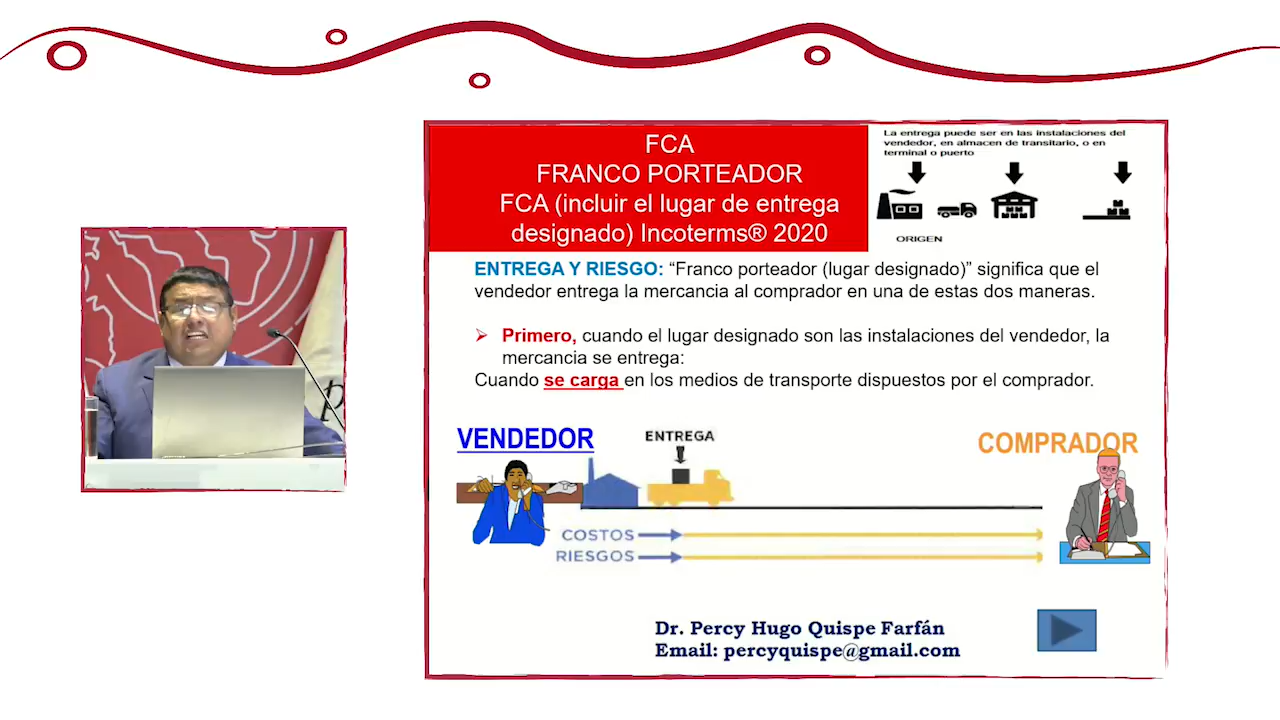 FCA
FRANCO PORTEADOR
FCA (incluir el lugar de entrega
designado) Incoterms® 2020
La entrega puede ser en las instalaciones del
vendedor, en almacen de transitario, o en
terminal o puerto
ORIGEN
ENTREGA Y RIESGO: “Franco porteador (lugar designado)” significa que el
vendedor entrega la mercancia al comprador en una de estas dos maneras.
Primero, cuando el lugar designado son las instalaciones del vendedor, la
mercancia se entrega:
Cuando se carga en los medios de transporte dispuestos por el comprador.
VENDEDOR
ENTREGA
COMPRADOR
COSTOS
RIESGOS
Dr. Percy Hugo Quispe Farfán
Email: percyquispe@gmail.com